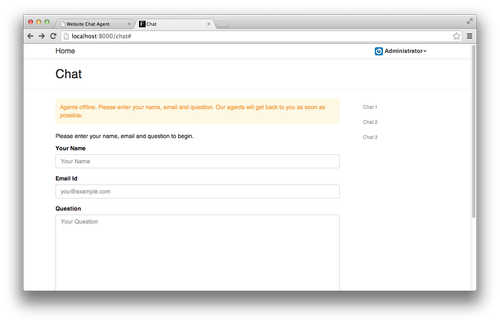 Website Chat Agent
Chat
localhost:8000/chat#
Home
Administrator
Chat
Agents offline. Please enter your name, email and question. Our agents will get back to you as soon as
possible.
Chat 1
Chat 2
Chat 3
Please enter your name, email and question to begin.
Your Name
Your Name
Email Id
you@example.com
Question
Your Question